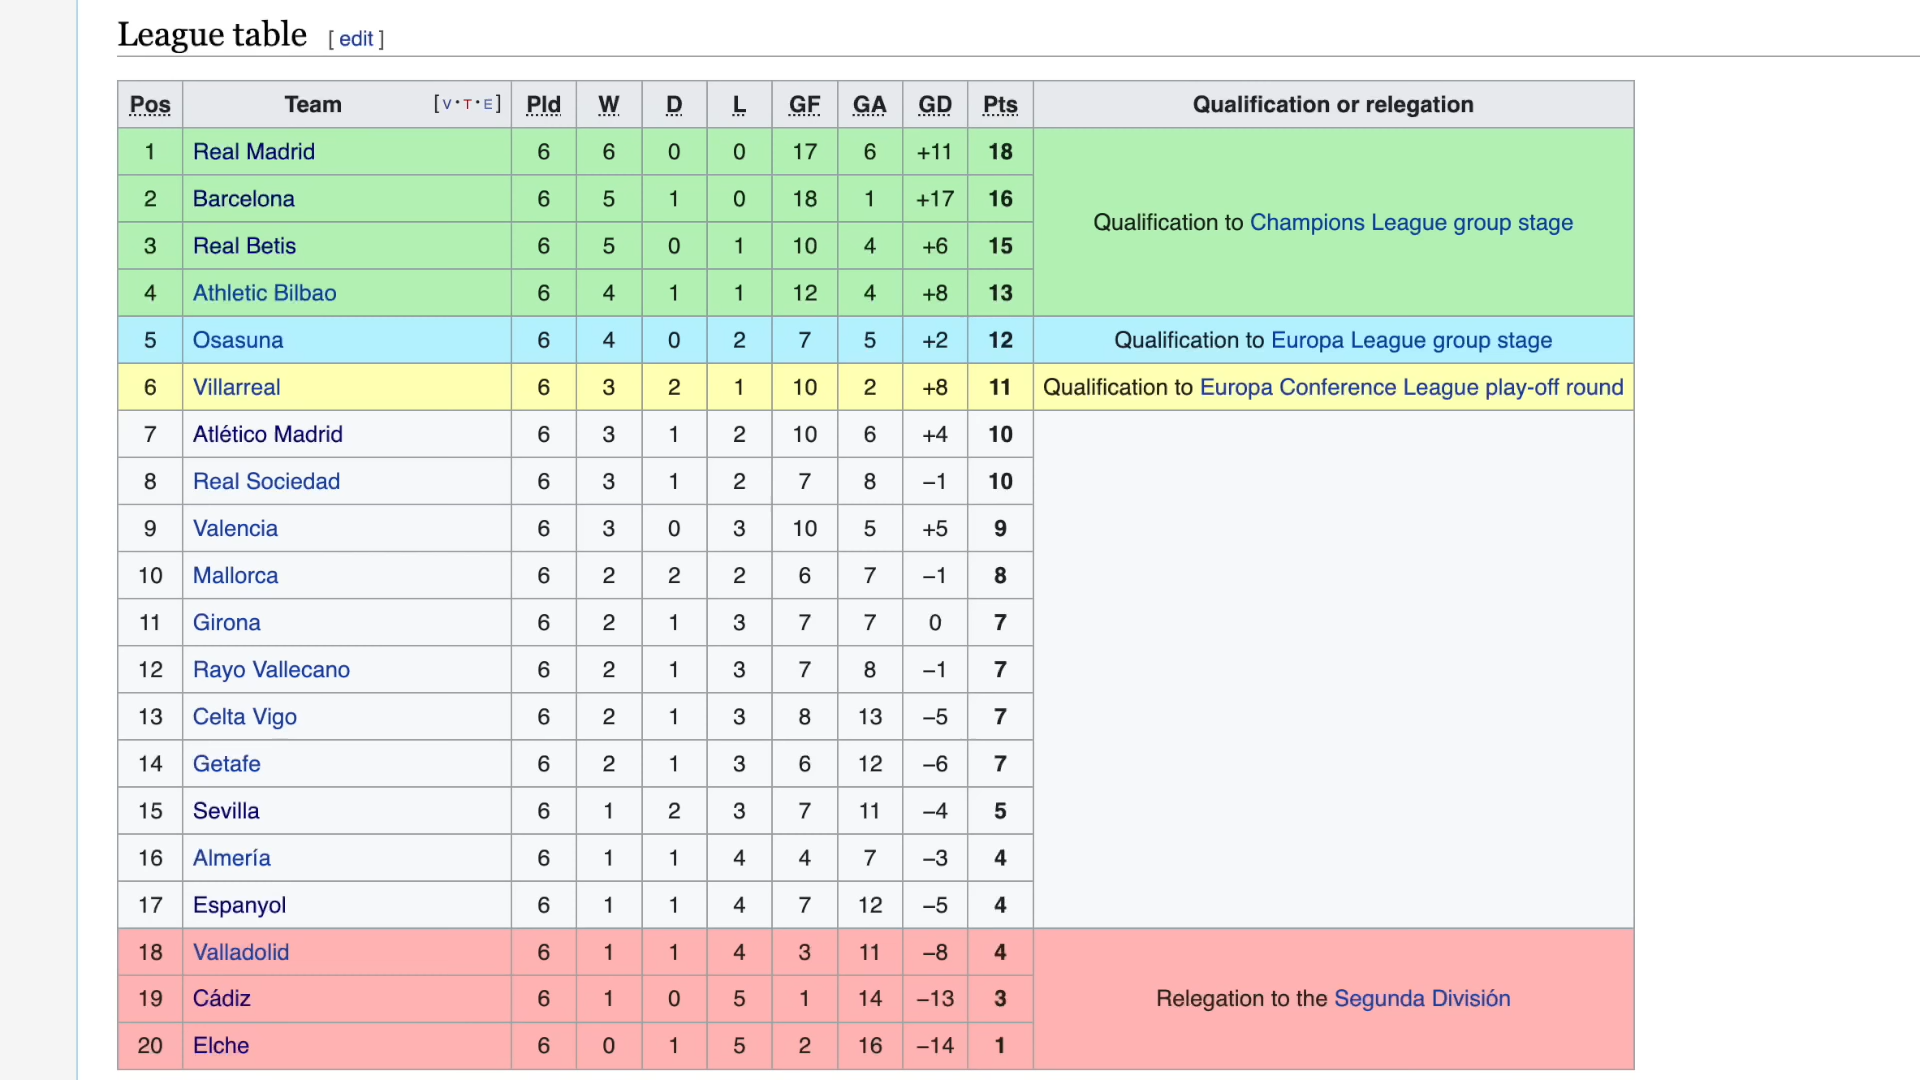 League table [ edit ]
Pos Team [V·T·E] Pld W D L GF GA GD Pts Qualification or relegation
1 Real Madrid 6 6 0 0 17 6 +11 18
2 Barcelona 6 5 1 0 18 1 +17 16
Qualification to Champions League group stage
3 Real Betis 6 5 0 1 10 4 +6 15
4 Athletic Bilbao 6 4 1 1 12 4 +8 13
5 Osasuna 6 4 0 2 7 5 +2 12 Qualification to Europa League group stage
6 Villarreal 6 3 2 1 10 2 +8 11 Qualification to Europa Conference League play-off round
7 Atlético Madrid 6 3 1 2 10 6 +4 10
8 Real Sociedad 6 3 1 2 7 8 −1 10
9 Valencia 6 3 0 3 10 5 +5 9
10 Mallorca 6 2 2 2 6 7 −1 8
11 Girona 6 2 1 3 7 7 0 7
12 Rayo Vallecano 6 2 1 3 7 8 −1 7
13 Celta Vigo 6 2 1 3 8 13 −5 7
14 Getafe 6 2 1 3 6 12 −6 7
15 Sevilla 6 1 2 3 7 11 −4 5
16 Almería 6 1 1 4 4 7 −3 4
17 Espanyol 6 1 1 4 7 12 −5 4
18 Valladolid 6 1 1 4 3 11 −8 4
19 Cádiz 6 1 0 5 1 14 −13 3 Relegation to the Segunda División
20 Elche 6 0 1 5 2 16 −14 1